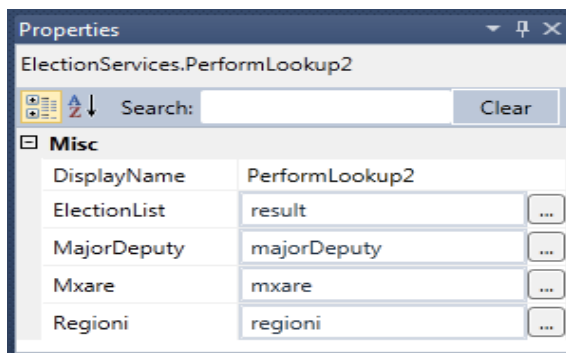 Properties
ElectionServices.PerformLookup2
Search: Clear
Misc
DisplayName PerformLookup2
ElectionList result ...
MajorDeputy majorDeputy ...
Mxare mxare ...
Regioni regioni ...